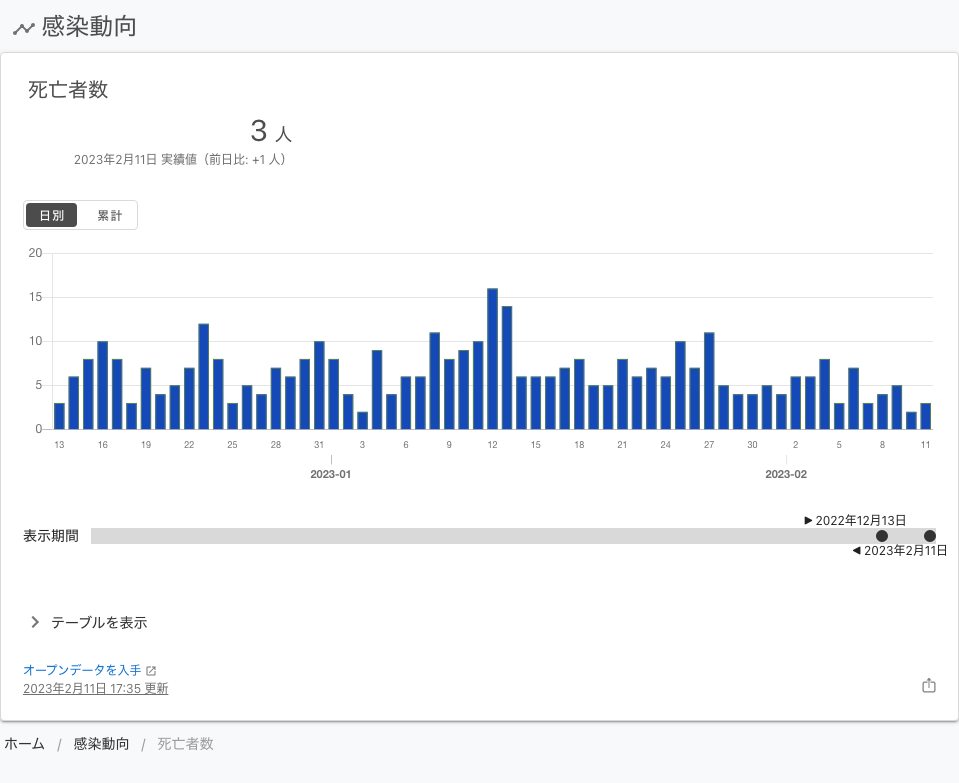 感染動向
死亡者数
3 人
2023年2月11日 実績値（前日比: +1 人）
日別 累計
20
15
10
5
0
13 16 19 22 25 28 31 3 6 9 12 15 18 21 24 27 30 2 5 8 11
2023-01 2023-02
▶ 2022年12月13日
表示期間
◀ 2023年2月11日
テーブルを表示
オープンデータを入手
2023年2月11日 17:35 更新
ホーム / 感染動向 / 死亡者数